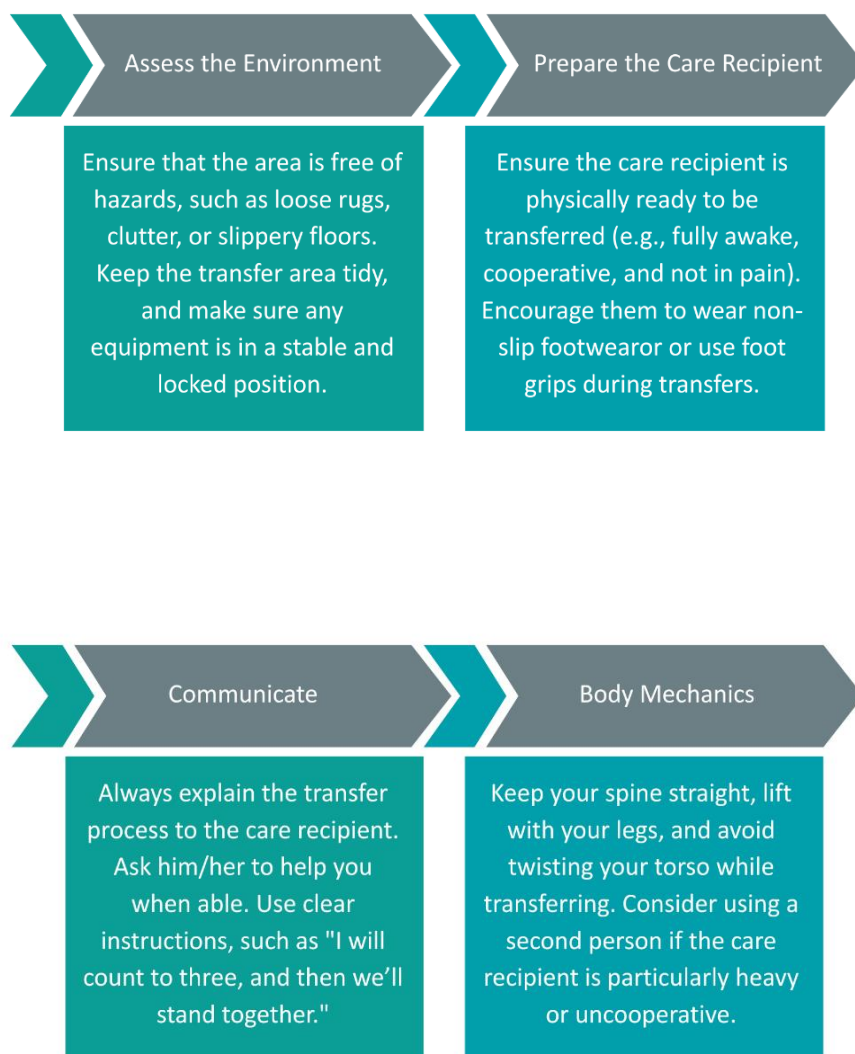 Assess the Environment
Ensure that the area is free of
hazards, such as loose rugs,
clutter, or slippery floors.
Keep the transfer area tidy,
and make sure any
equipment is in a stable and
locked position.
Prepare the Care Recipient
Ensure the care recipient is
physically ready to be
transferred (e.g., fully awake,
cooperative, and not in pain).
Encourage them to wear non-
slip footwearor or use foot
grips during transfers.
Communicate
Always explain the transfer
process to the care recipient.
Ask him/her to help you
when able. Use clear
instructions, such as "I will
count to three, and then we’ll
stand together."
Body Mechanics
Keep your spine straight, lift
with your legs, and avoid
twisting your torso while
transferring. Consider using a
second person if the care
recipient is particularly heavy
or uncooperative.